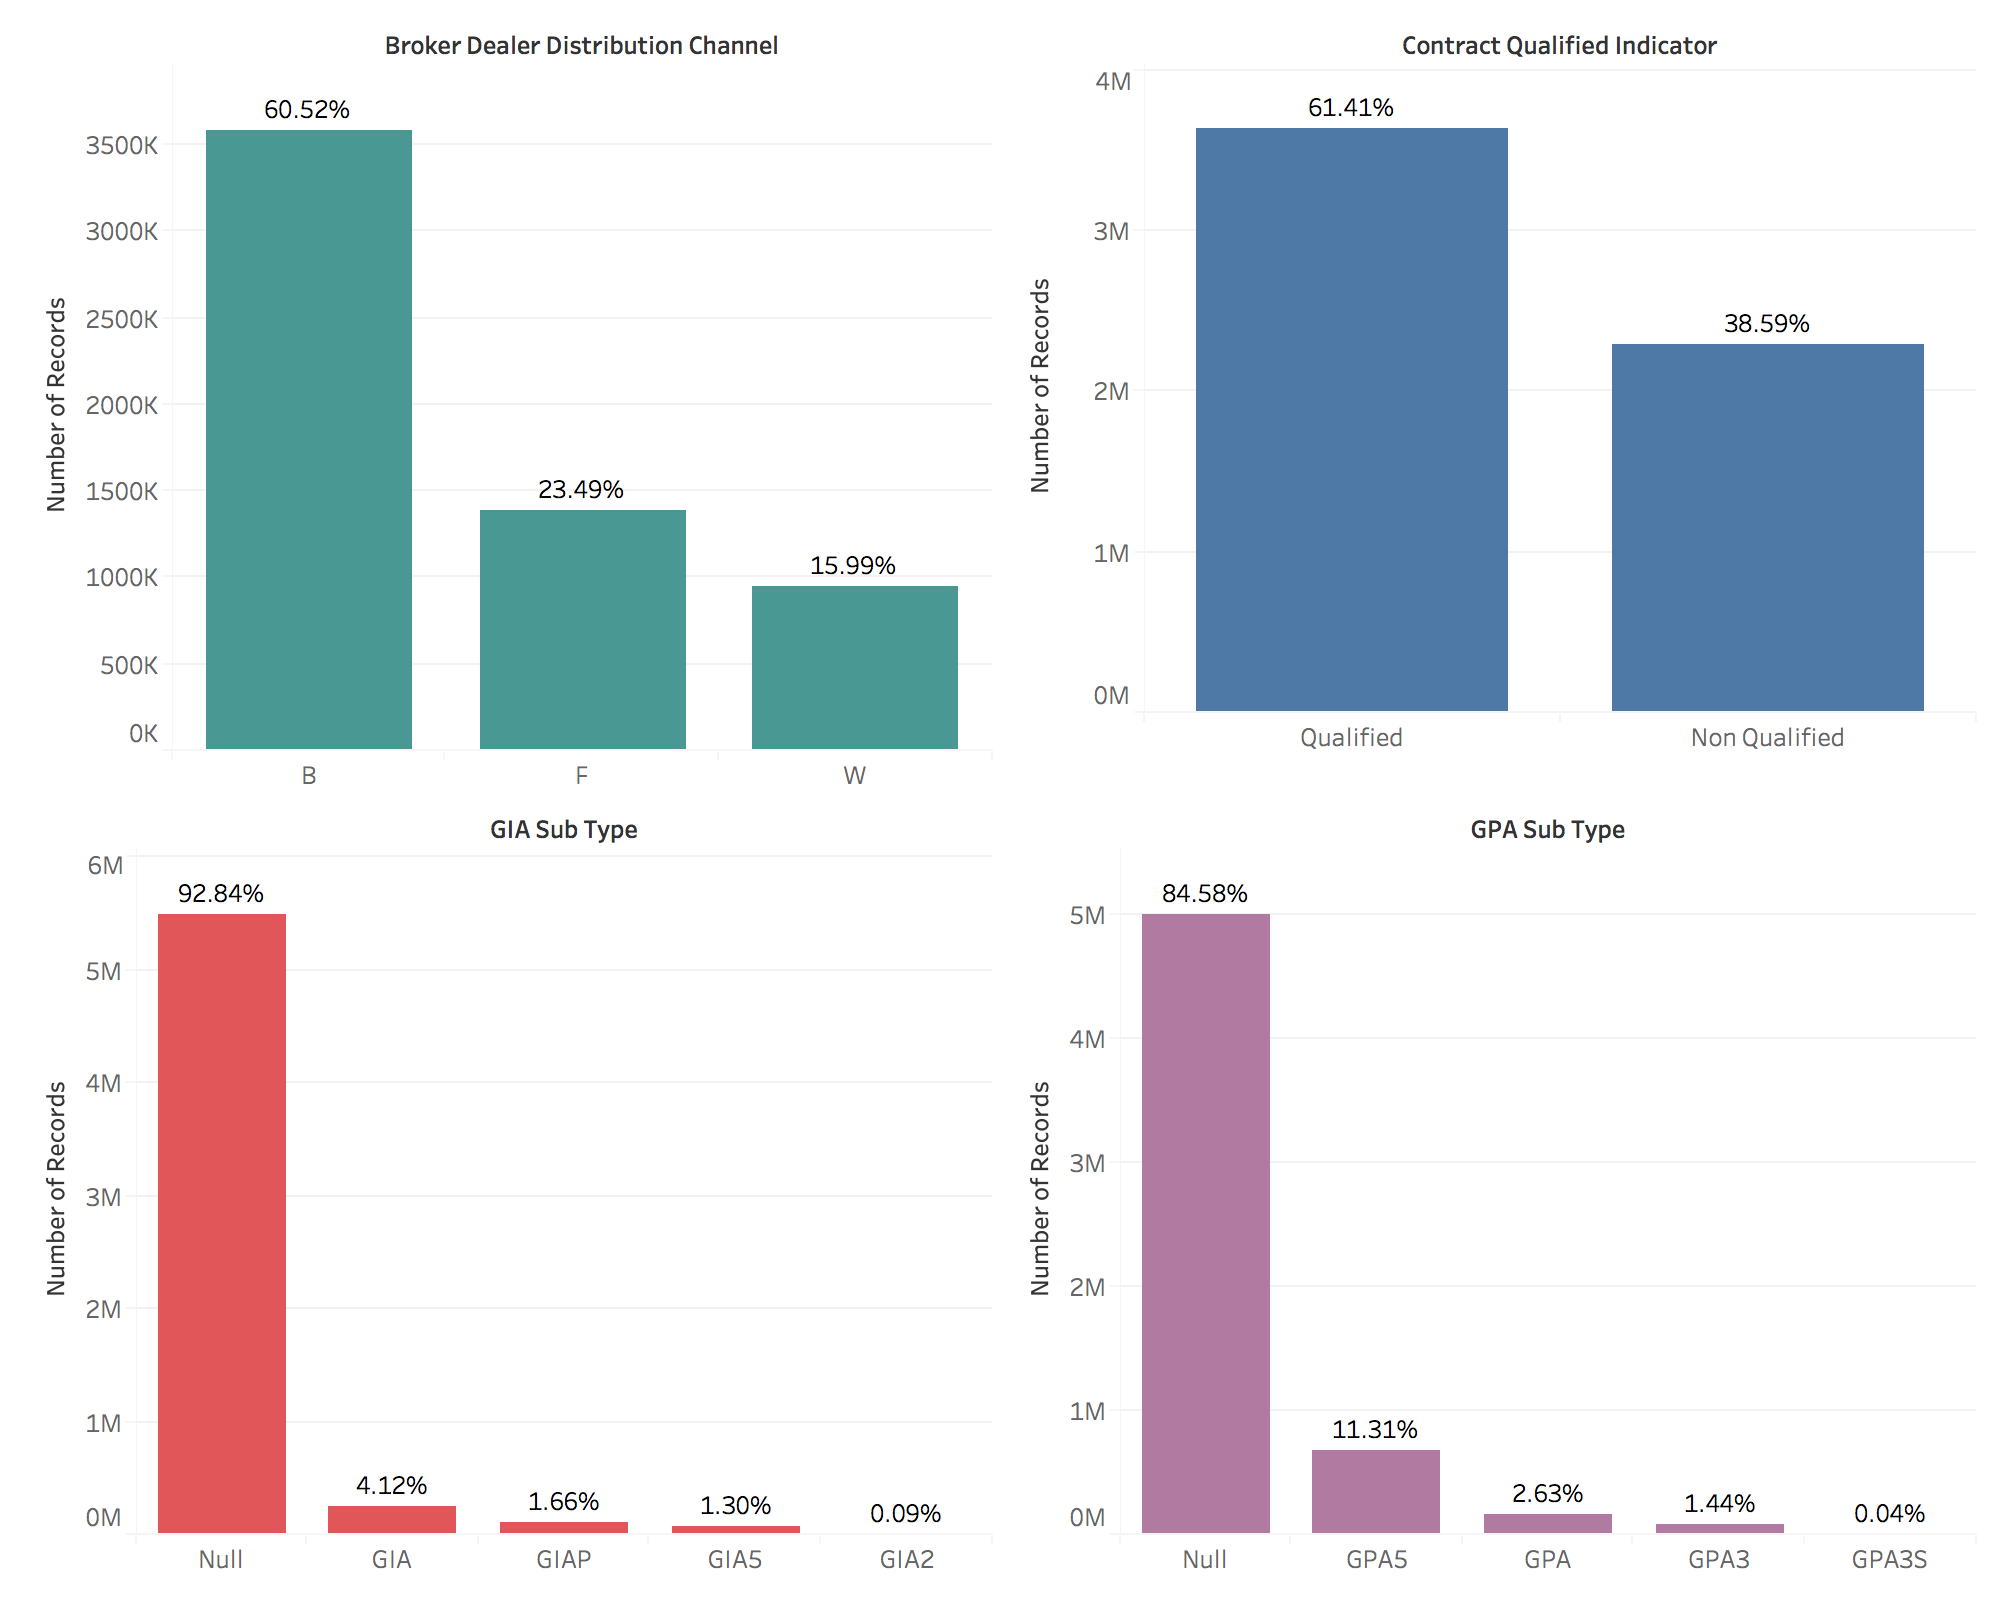 Broker Dealer Distribution Channel
Number of Records
3500K
3000K
2500K
2000K
1500K
1000K
500K
0K
60.52%
23.49%
15.99%
B
F
W
Contract Qualified Indicator
Number of Records
4M
3M
2M
1M
0M
61.41%
38.59%
Qualified
Non Qualified
GIA Sub Type
Number of Records
6M
5M
4M
3M
2M
1M
0M
92.84%
4.12%
1.66%
1.30%
0.09%
Null
GIA
GIAP
GIA5
GIA2
GPA Sub Type
Number of Records
5M
4M
3M
2M
1M
0M
84.58%
11.31%
2.63%
1.44%
0.04%
Null
GPA5
GPA
GPA3
GPA3S